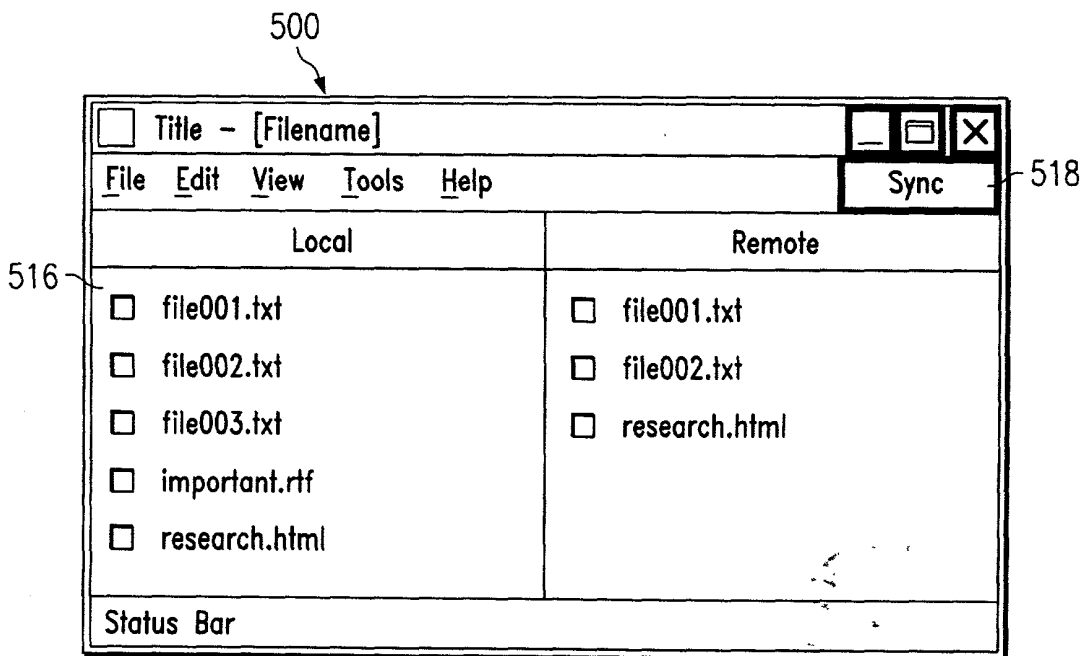 500
Title - [Filename]
File Edit View Tools Help Sync 518
Local Remote
516
file001.txt file001.txt
file002.txt file002.txt
file003.txt research.html
important.rtf
research.html
Status Bar